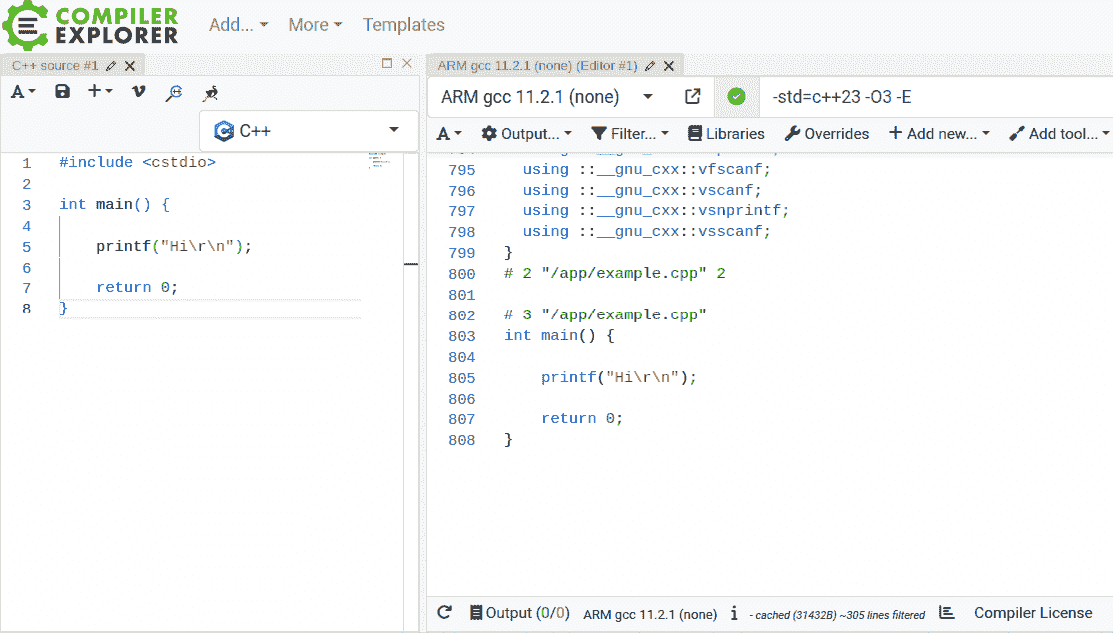 COMPILER
EXPLORER
Add... More Templates
C++ source #1
A
C++
1 #include <cstdio>
2
3 int main() {
4
5 printf("Hi\r\n");
6
7 return 0;
8 }
ARM gcc 11.2.1 (none) (Editor #1)
ARM gcc 11.2.1 (none) -std=c++23 -O3 -E
A Output... Filter... Libraries Overrides Add new... Add tool...
795 using ::__gnu_cxx::vfscanf;
796 using ::__gnu_cxx::vscanf;
797 using ::__gnu_cxx::vsnprintf;
798 using ::__gnu_cxx::vsscanf;
799 }
800 # 2 "/app/example.cpp" 2
801
802 # 3 "/app/example.cpp"
803 int main() {
804
805 printf("Hi\r\n");
806
807 return 0;
808 }
Output (0/0) ARM gcc 11.2.1 (none) i - cached (31432B) ~305 lines filtered Compiler License